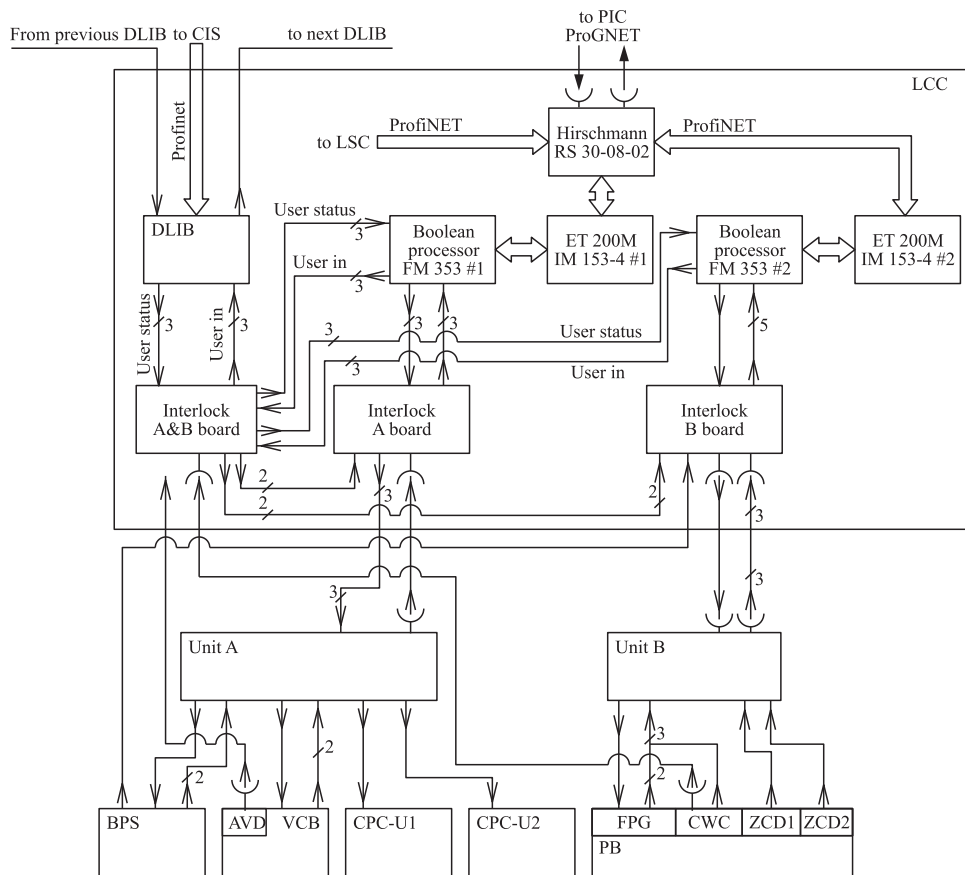 From previous DLIB
to CIS
to next DLIB
to PIC
ProGNET
LCC
Profinet
to LSC
ProfiNET
Hirschmann
RS 30-08-02
ProfiNET
DLIB
User status
3
User in
3
Boolean
processor
FM 353 #1
ET 200M
IM 153-4 #1
Boolean
processor
FM 353 #2
ET 200M
IM 153-4 #2
User status
3
User in
3
3
3
3
User status
3
User in
5
Interlock
A&B board
Interlock
A board
Interlock
B board
2
2
3
2
3
3
3
Unit A
Unit B
2
2
3
2
BPS
AVD
VCB
CPC-U1
CPC-U2
FPG
CWC
ZCD1
ZCD2
PB